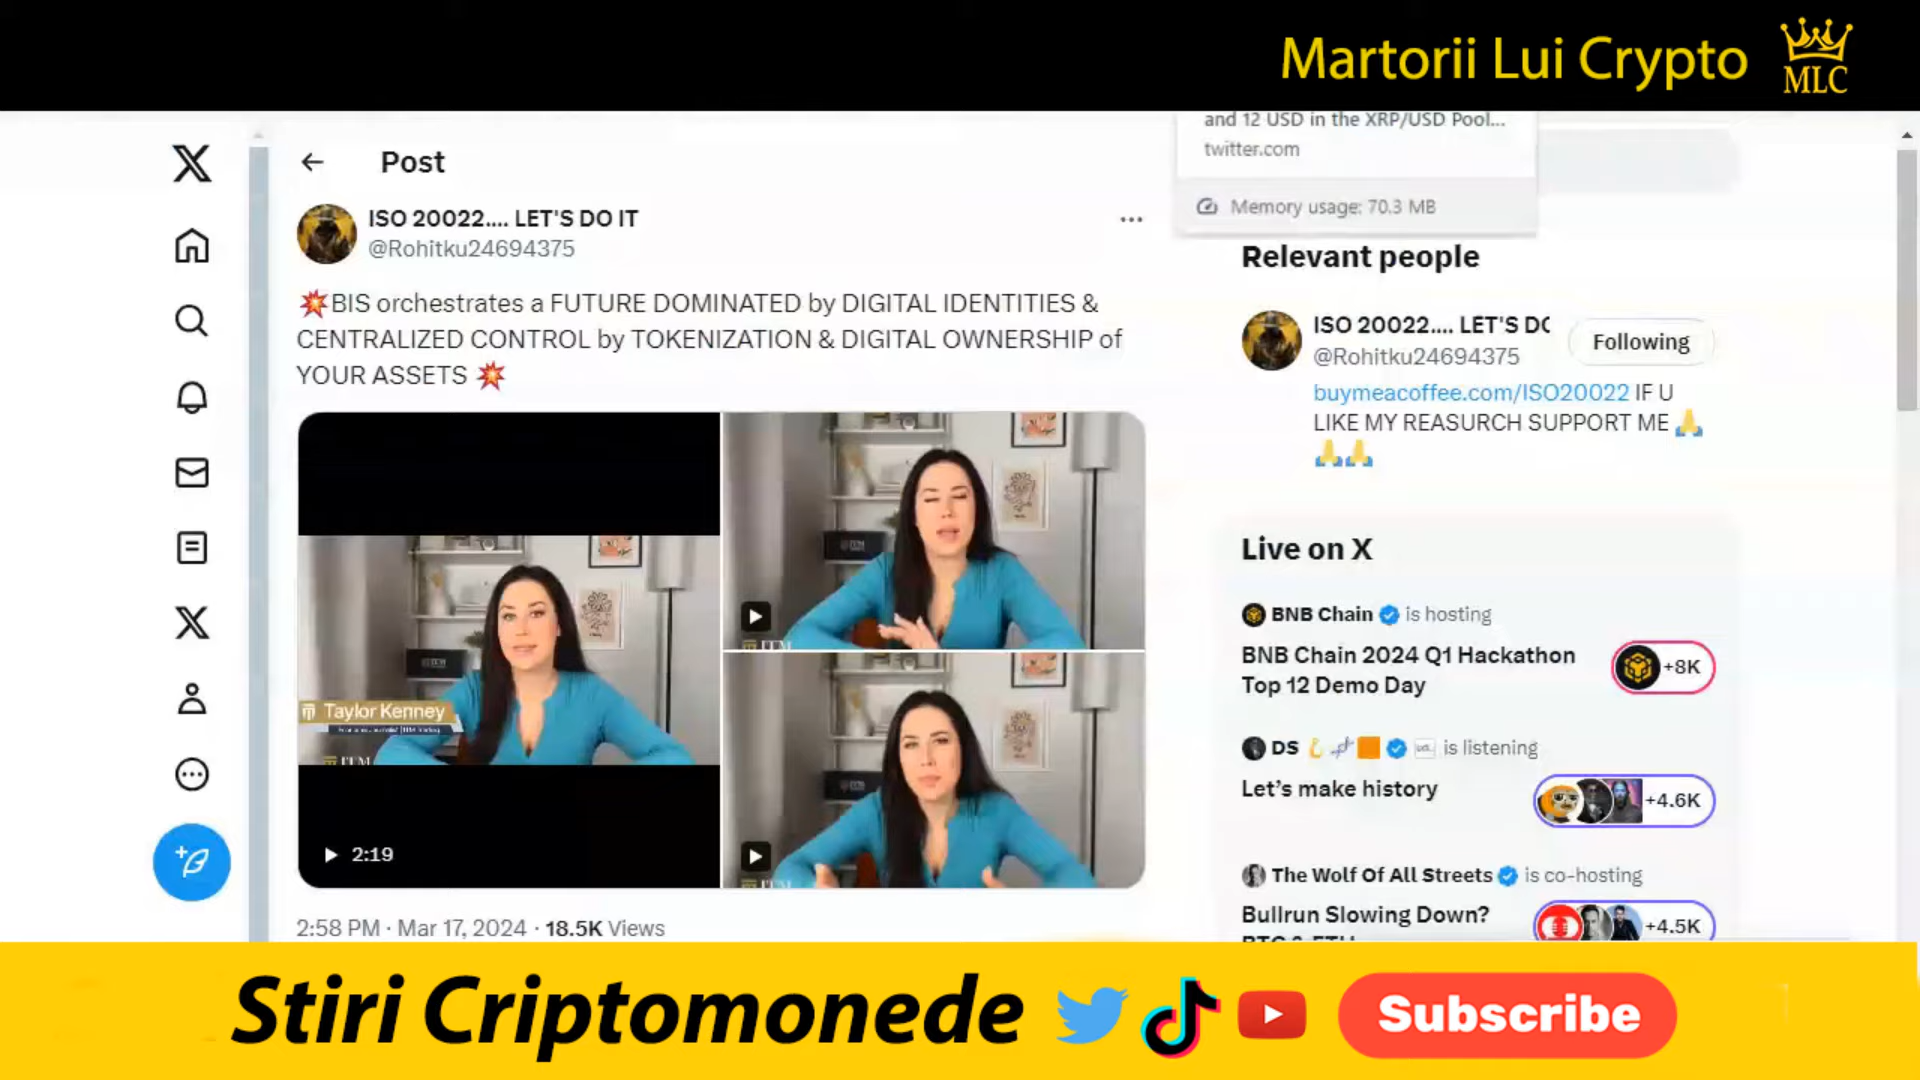 Martorii Lui Crypto
MLC
and 12 USD in the XRP/USD Pool...
twitter.com
Memory usage: 70.3 MB
Post
ISO 20022.... LET'S DO IT
@Rohitku24694375
💥BIS orchestrates a FUTURE DOMINATED by DIGITAL IDENTITIES &
CENTRALIZED CONTROL by TOKENIZATION & DIGITAL OWNERSHIP of
YOUR ASSETS 💥
Taylor Kenney
ITM
2:19
2:58 PM · Mar 17, 2024 · 18.5K Views
Relevant people
ISO 20022.... LET'S DO
@Rohitku24694375
Following
buymeacoffee.com/ISO20022 IF U
LIKE MY REASURCH SUPPORT ME 🙏
🙏🙏
Live on X
BNB Chain is hosting
BNB Chain 2024 Q1 Hackathon
Top 12 Demo Day
+8K
DS is listening
Let's make history
+4.6K
The Wolf Of All Streets is co-hosting
Bullrun Slowing Down?
BTC & ETH
+4.5K
Stiri Criptomonede
Subscribe